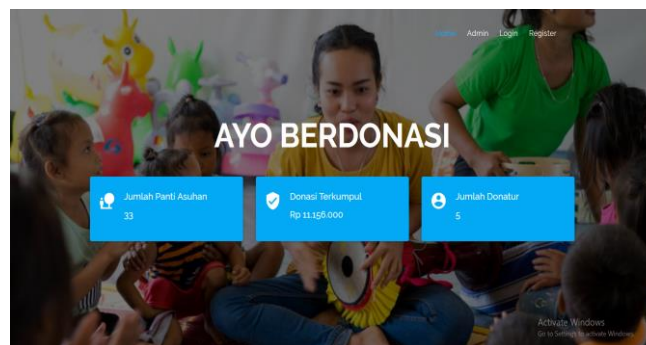 Home Admin Login Register
AYO BERDONASI
Jumlah Panti Asuhan
33
Donasi Terkumpul
Rp 11.156.000
Jumlah Donatur
5
Activate Windows
Go to Settings to activate Windows.